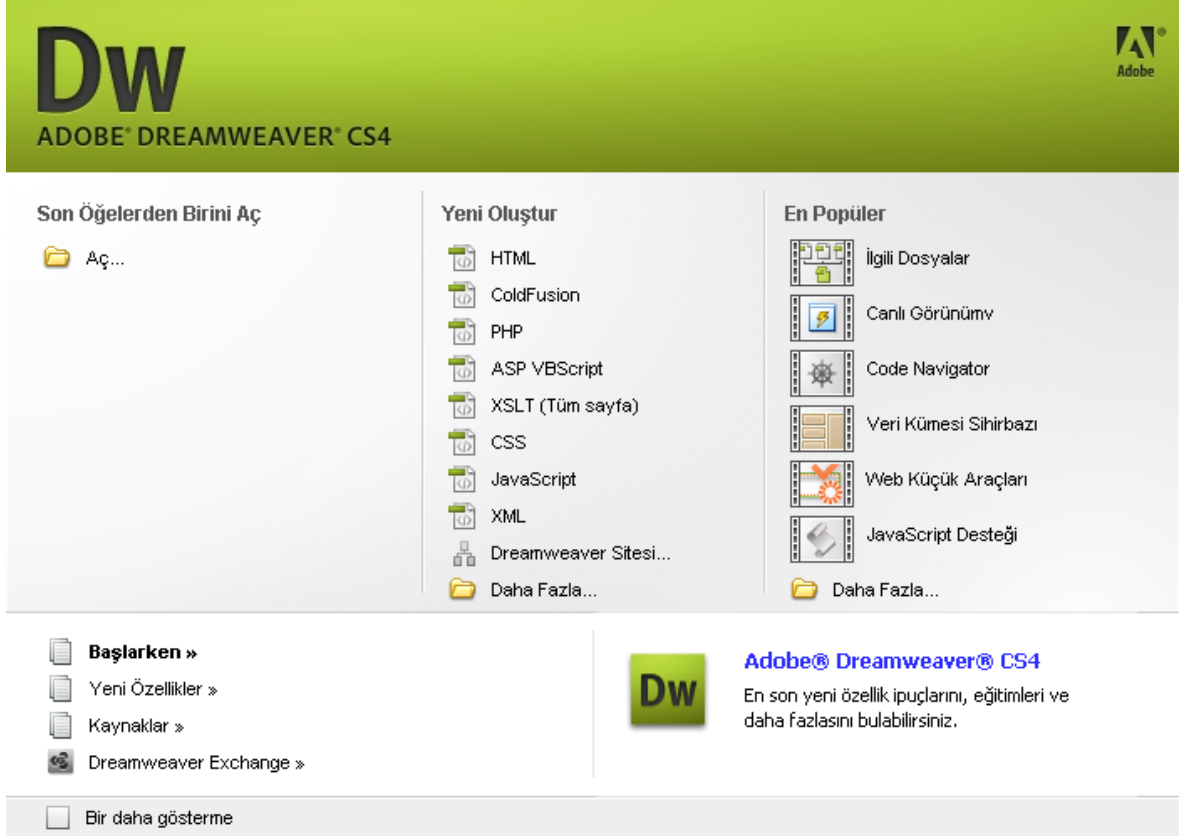 Dw
ADOBE® DREAMWEAVER® CS4
Adobe®
Son Öğelerden Birini Aç
Aç...
Yeni Oluştur
HTML
ColdFusion
PHP
ASP VBScript
XSLT (Tüm sayfa)
CSS
JavaScript
XML
Dreamweaver Sitesi...
Daha Fazla...
En Popüler
İlgili Dosyalar
Canlı Görünümv
Code Navigator
Veri Kümesi Sihirbazı
Web Küçük Araçları
JavaScript Desteği
Daha Fazla...
Başlarken »
Yeni Özellikler »
Kaynaklar »
Dreamweaver Exchange »
Dw
Adobe® Dreamweaver® CS4
En son yeni özellik ipuçlarını, eğitimleri ve
daha fazlasını bulabilirsiniz.
Bir daha gösterme